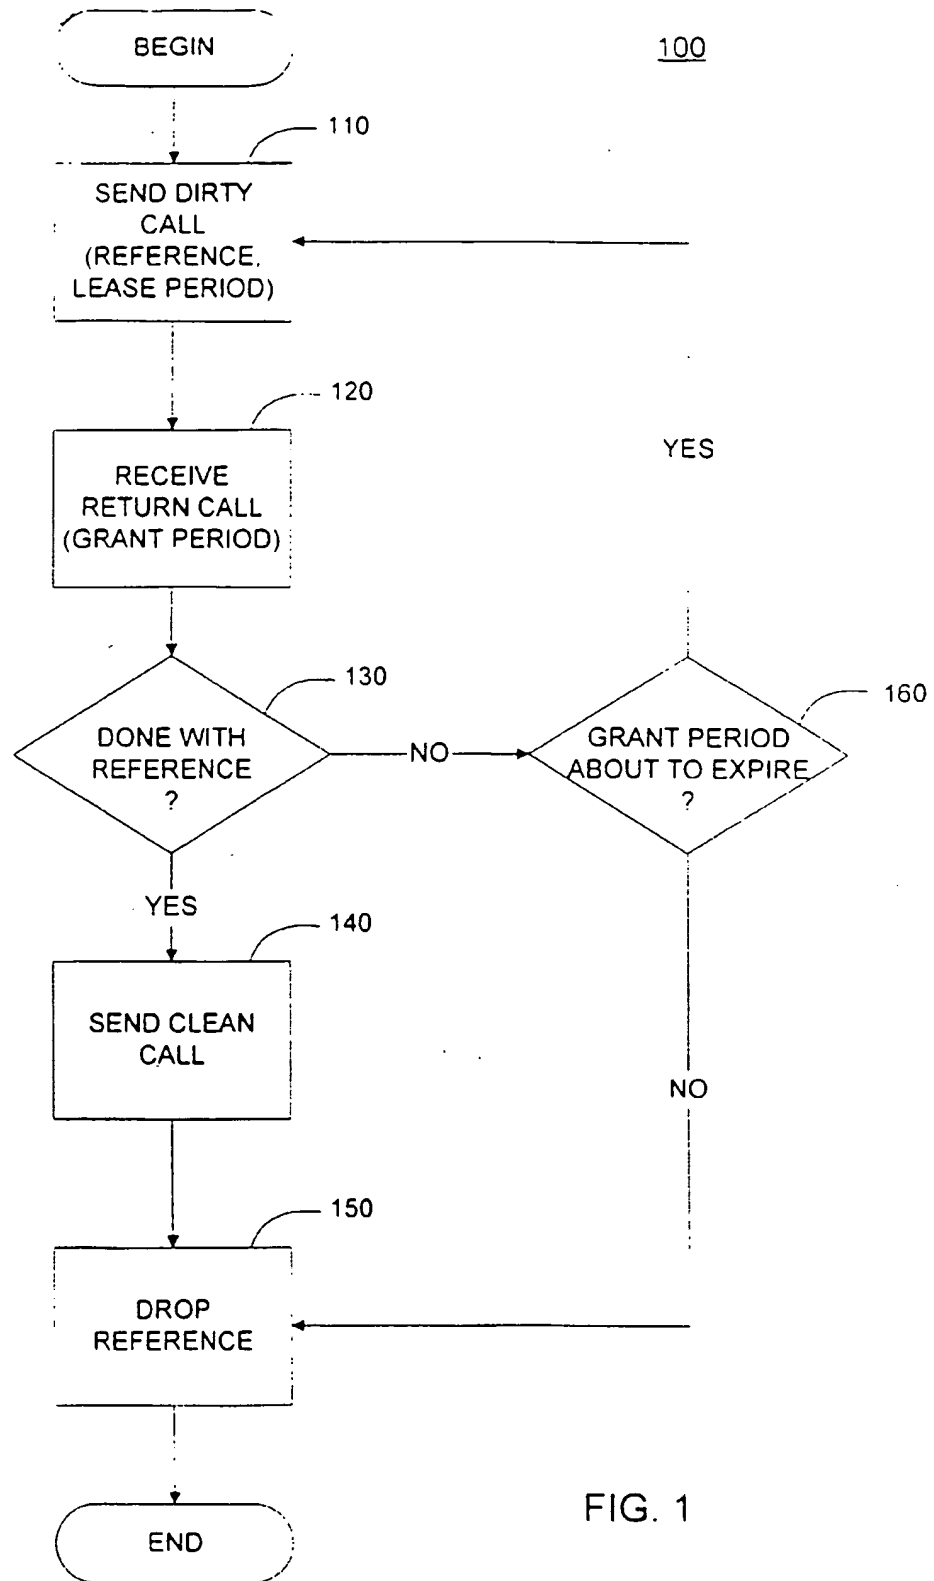 BEGIN
100
110
SEND DIRTY
CALL
(REFERENCE,
LEASE PERIOD)
120
RECEIVE
RETURN CALL
(GRANT PERIOD)
YES
130
DONE WITH
REFERENCE
?
NO
160
GRANT PERIOD
ABOUT TO EXPIRE
?
YES
140
SEND CLEAN
CALL
NO
150
DROP
REFERENCE
END
FIG. 1